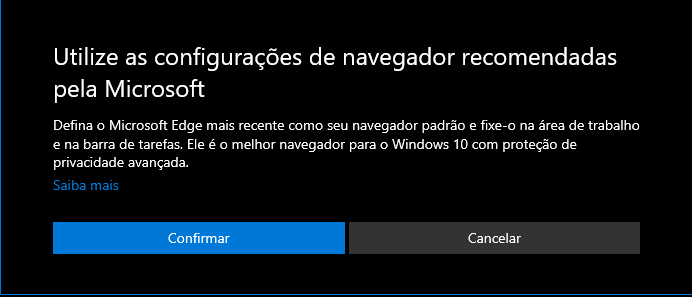 Utilize as configurações de navegador recomendadas
pela Microsoft
Defina o Microsoft Edge mais recente como seu navegador padrão e fixe-o na área de trabalho
e na barra de tarefas. Ele é o melhor navegador para o Windows 10 com proteção de
privacidade avançada.
Saiba mais
Confirmar
Cancelar